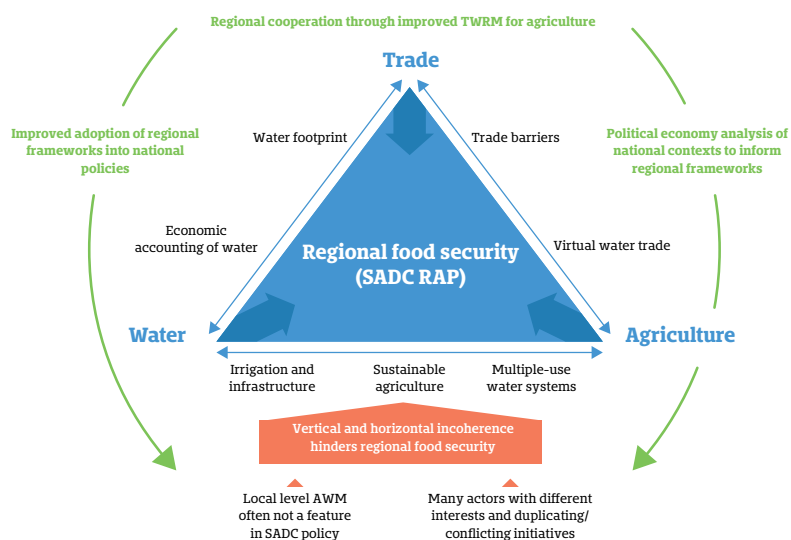 Regional cooperation through improved TWRM for agriculture
Trade
Improved adoption of regional
frameworks into national
policies
Water footprint
Trade barriers
Political economy analysis of
national contexts to inform
regional frameworks
Economic
accounting of water
Regional food security
(SADC RAP)
Virtual water trade
Water
Agriculture
Irrigation and
infrastructure
Sustainable
agriculture
Multiple-use
water systems
Vertical and horizontal incoherence
hinders regional food security
Local level AWM
often not a feature
in SADC policy
Many actors with different
interests and duplicating/
conflicting initiatives